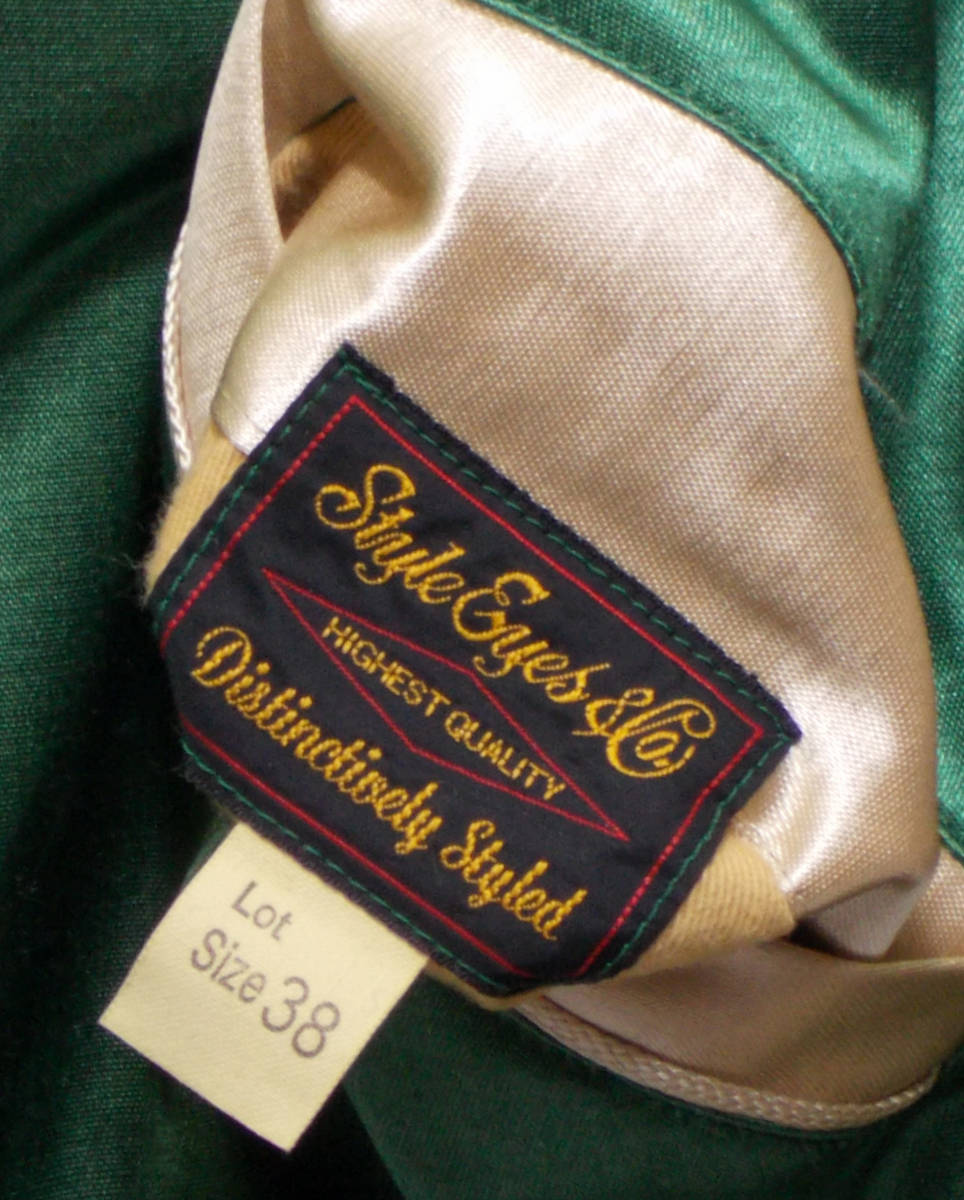 Style Eyes & Co.
HIGHEST QUALITY
Distinctively Styled
Lot
Size 38